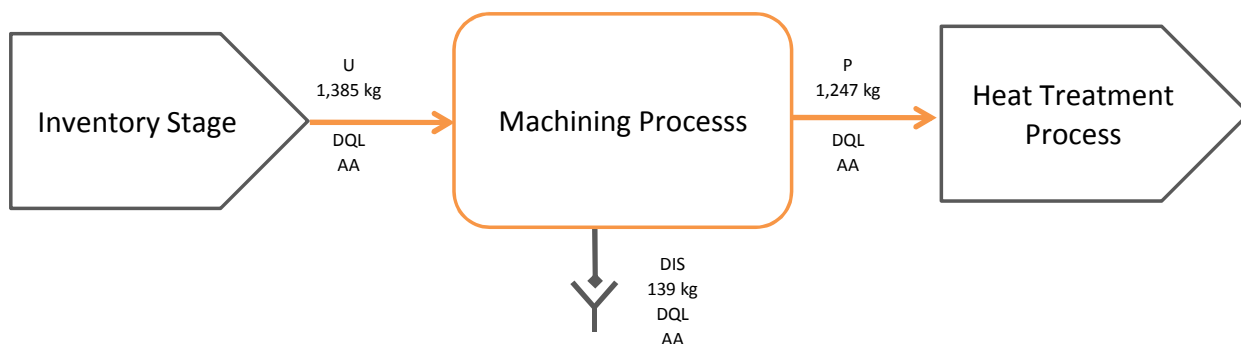 Inventory Stage
U
1,385 kg
DQL
AA
Machining Processs
P
1,247 kg
DQL
AA
Heat Treatment
Process
DIS
139 kg
DQL
AA